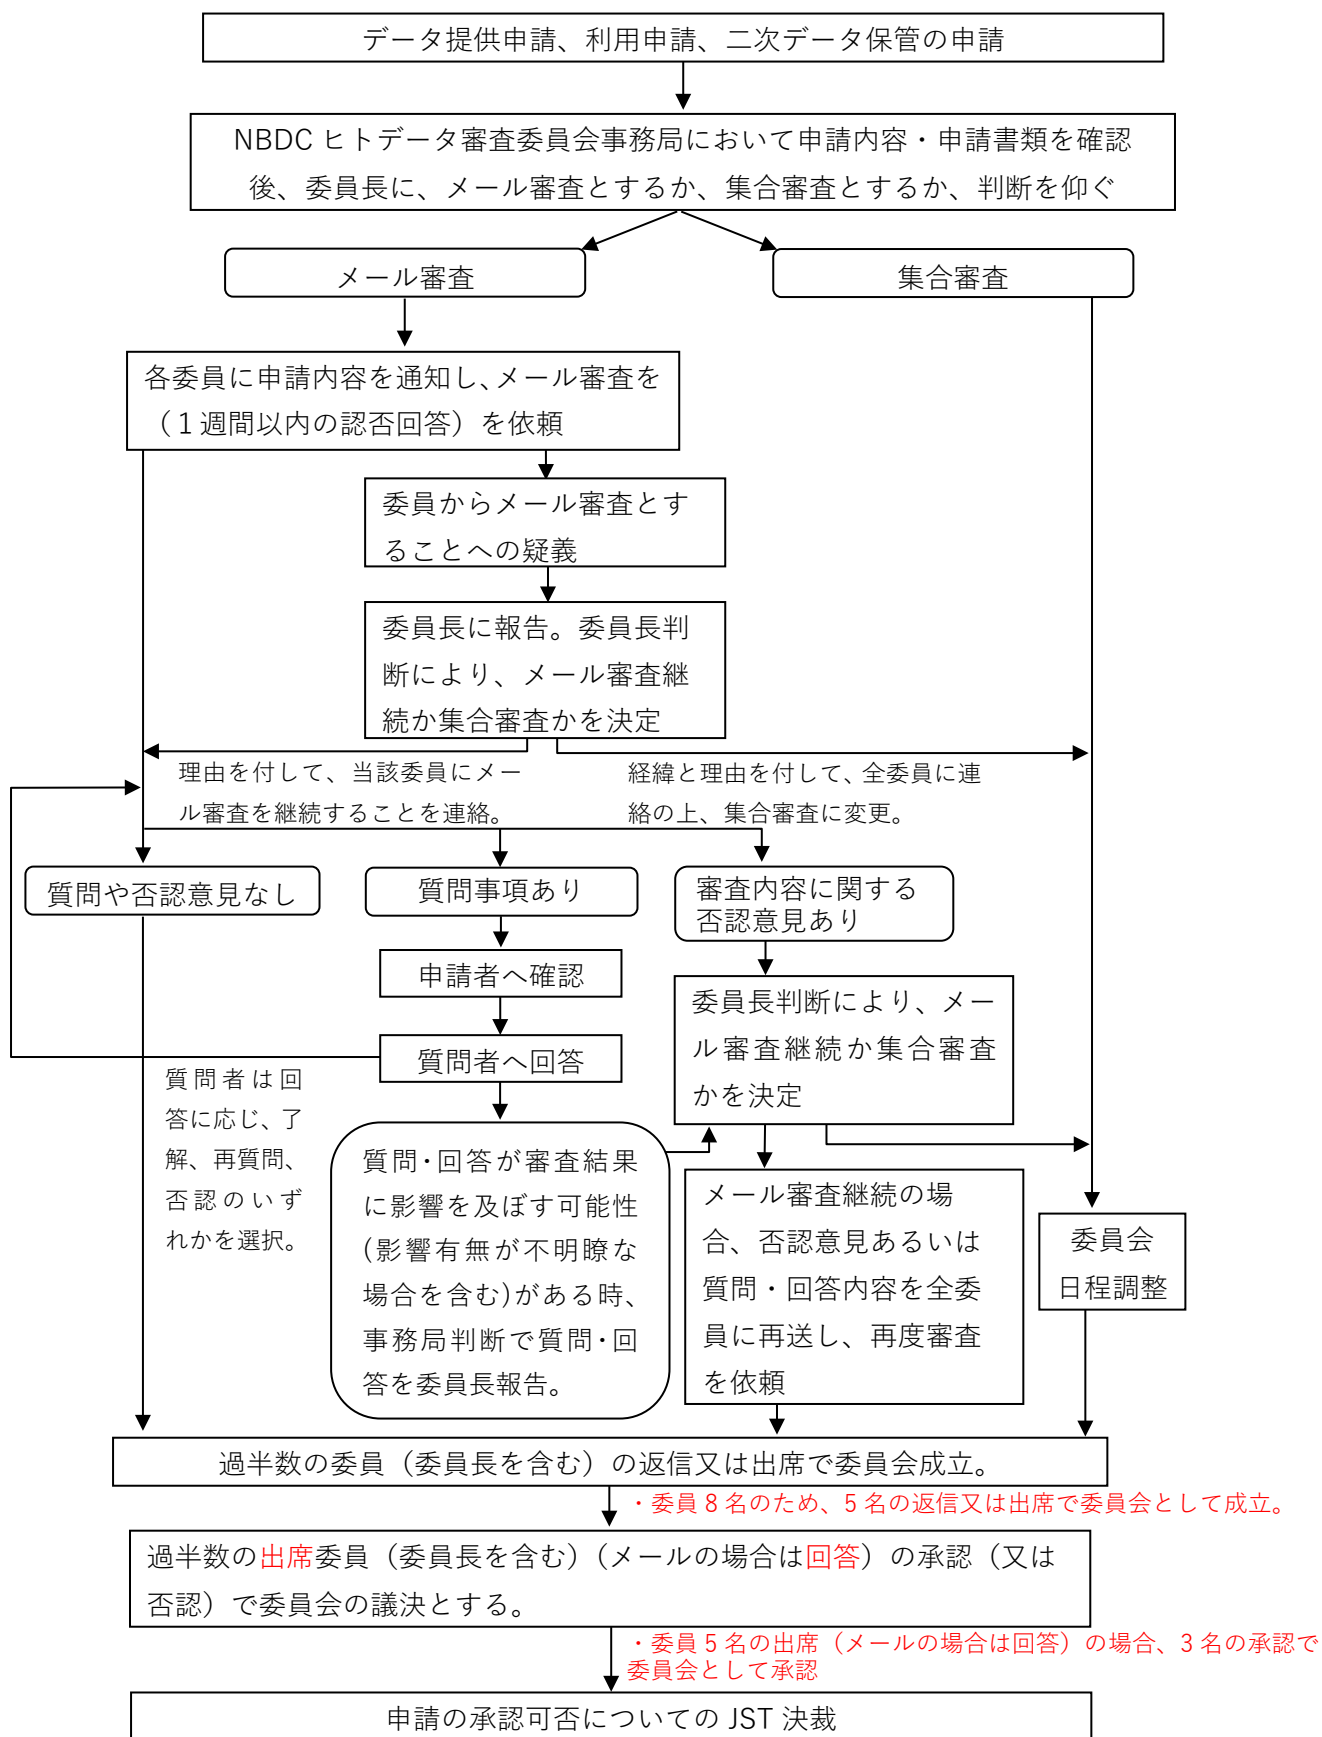 データ提供申請、利用申請、二次データ保管の申請
NBDC ヒトデータ審査委員会事務局において申請内容・申請書類を確認
後、委員長に、メール審査とするか、集合審査とするか、判断を仰ぐ
メール審査
集合審査
各委員に申請内容を通知し、メール審査を
（１週間以内の認否回答）を依頼
委員からメール審査とす
ることへの疑義
委員長に報告。委員長判
断により、メール審査継
続か集合審査かを決定
理由を付して、当該委員にメー
ル審査を継続することを連絡。
経緯と理由を付して、全委員に連
絡の上、集合審査に変更。
質問や否認意見なし
質問事項あり
審査内容に関する
否認意見あり
申請者へ確認
委員長判断により、メー
ル審査継続か集合審査
かを決定
質問者へ回答
質問者は回
答に応じ、了
解、再質問、
否認のいず
れかを選択。
質問・回答が審査結果
に影響を及ぼす可能性
(影響有無が不明瞭な
場合を含む)がある時、
事務局判断で質問・回
答を委員長報告。
メール審査継続の場
合、否認意見あるいは
質問・回答内容を全委
員に再送し、再度審査
を依頼
委員会
日程調整
過半数の委員（委員長を含む）の返信又は出席で委員会成立。
・委員 8 名のため、5 名の返信又は出席で委員会として成立。
過半数の出席委員（委員長を含む）（メールの場合は回答）の承認（又は
否認）で委員会の議決とする。
・委員 5 名の出席（メールの場合は回答）の場合、3 名の承認で
委員会として承認
申請の承認可否についての JST 決裁